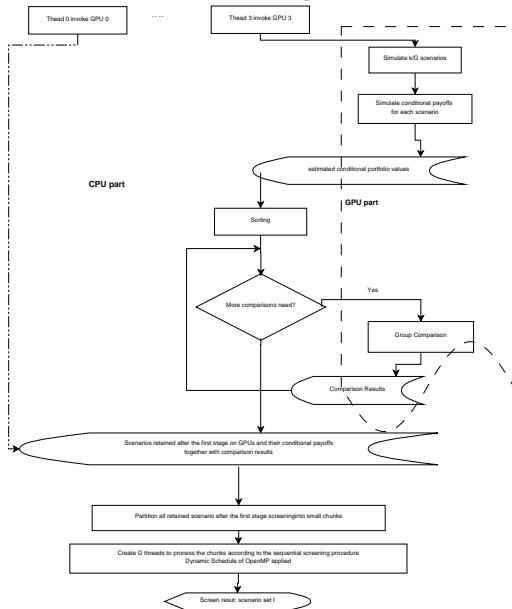 Thead 0 invoke GPU 0
... ...
Thread 3 invoke GPU 3
Simulate k/G scenarios
Simulate conditional payoffs
for each scenario
estimated conditional portfolio values
CPU part
GPU part
Sorting
More comparisons need?
Yes
Group Comparison
Comparison Results
Scenarios retained after the first stage on GPUs and their conditional payoffs
together with comparison results
Partition all retained scenario after the first stage screeninginto small chunks
Create G threads to process the chunks according to the sequential screening procedure
Dynamic Schedule of OpenMP applied
Screen resut: scenario set I